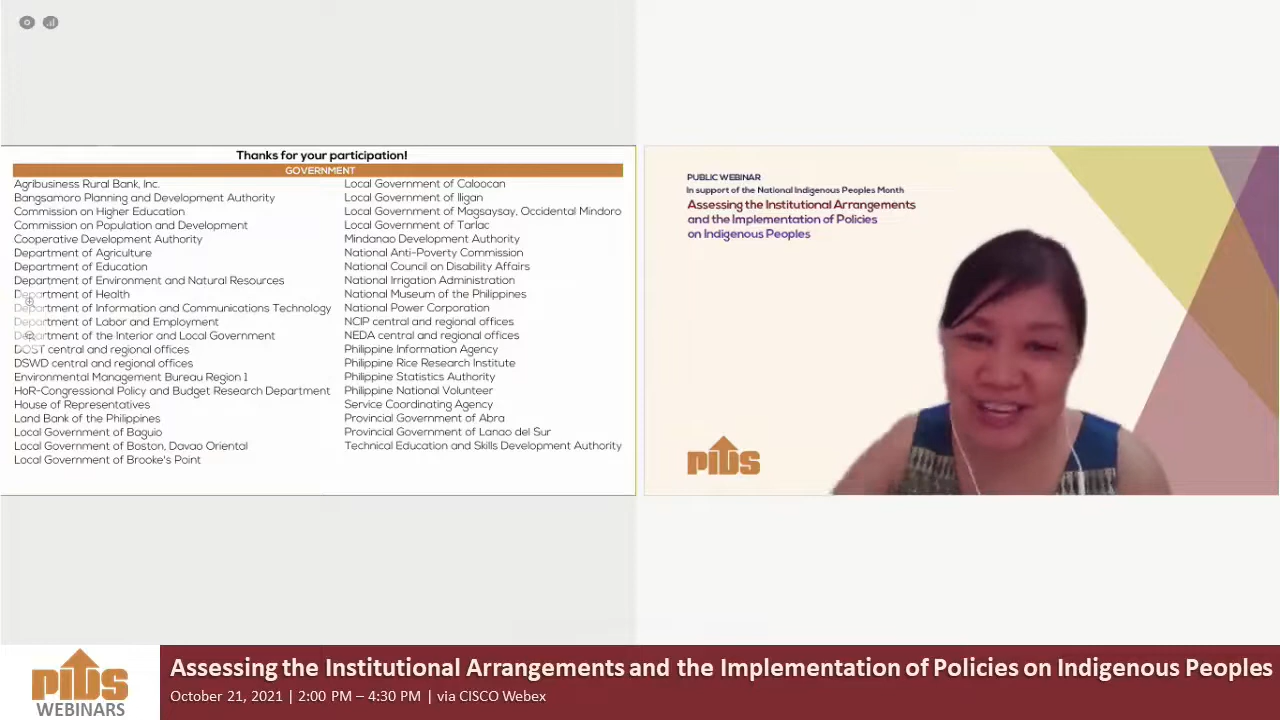 Thanks for your participation!
GOVERNMENT
Agribusiness Rural Bank, Inc.
Bangsamoro Planning and Development Authority
Commission on Higher Education
Commission on Population and Development
Cooperative Development Authority
Department of Agriculture
Department of Education
Department of Environment and Natural Resources
Department of Health
Department of Information and Communications Technology
Department of Labor and Employment
Department of the Interior and Local Government
DOST central and regional offices
DSWD central and regional offices
Environmental Management Bureau Region 1
HoR-Congressional Policy and Budget Research Department
House of Representatives
Land Bank of the Philippines
Local Government of Baguio
Local Government of Boston, Davao Oriental
Local Government of Brooke's Point
Local Government of Caloocan
Local Government of Iligan
Local Government of Magsaysay, Occidental Mindoro
Local Government of Tarlac
Mindanao Development Authority
National Anti-Poverty Commission
National Council on Disability Affairs
National Irrigation Administration
National Museum of the Philippines
National Power Corporation
NCIP central and regional offices
NEDA central and regional offices
Philippine Information Agency
Philippine Rice Research Institute
Philippine Statistics Authority
Philippine National Volunteer
Service Coordinating Agency
Provincial Government of Abra
Provincial Government of Lanao del Sur
Technical Education and Skills Development Authority
PUBLIC WEBINAR
In support of the National Indigenous Peoples Month
Assessing the Institutional Arrangements
and the Implementation of Policies
on Indigenous Peoples
PIDS
PIDS
WEBINARS
Assessing the Institutional Arrangements and the Implementation of Policies on Indigenous Peoples
October 21, 2021 | 2:00 PM – 4:30 PM | via CISCO Webex